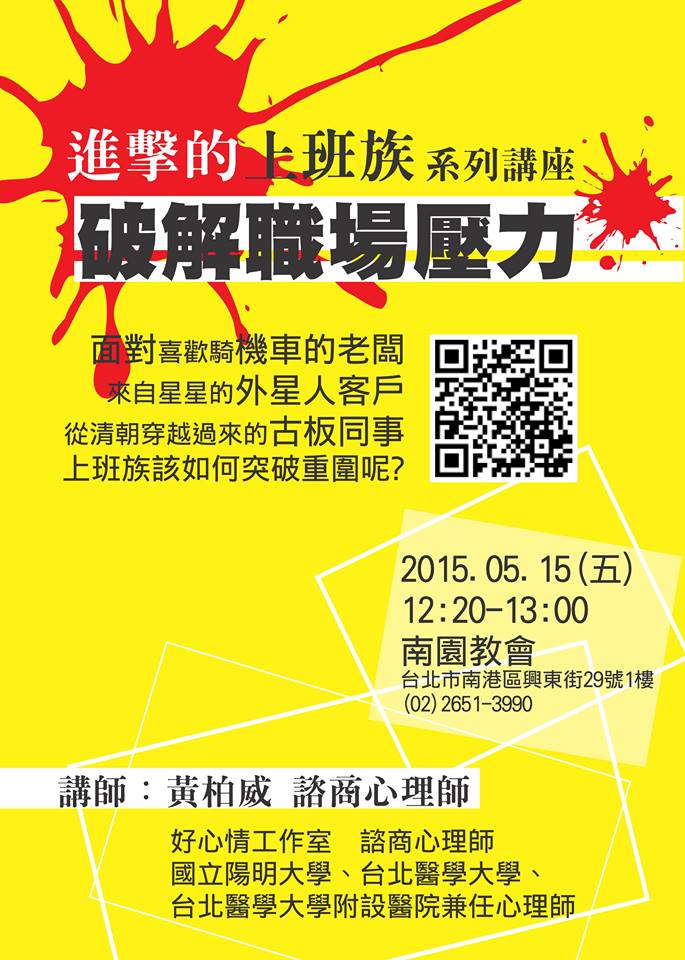 進擊的上班族 系列講座
破解職場壓力
面對喜歡騎機車的老闆
來自星星的外星人客戶
從清朝穿越過來的古板同事
上班族該如何突破重圍呢?
2015.05.15(五)
12:20-13:00
南園教會
台北市南港區興東街29號1樓
(02)2651-3990
講師：黃柏威 諮商心理師
好心情工作室 諮商心理師
國立陽明大學、台北醫學大學、
台北醫學大學附設醫院兼任心理師